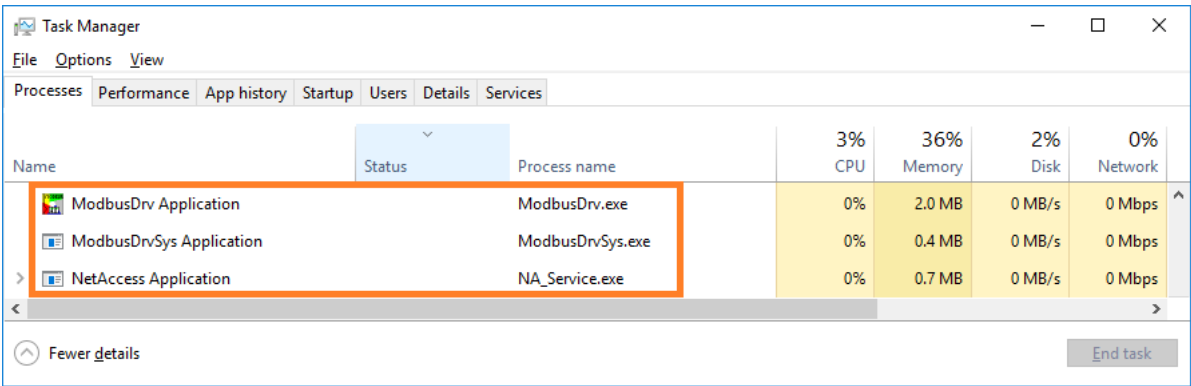 Task Manager
File Options View
Processes Performance App history Startup Users Details Services
3% 36% 2% 0%
Name Status Process name CPU Memory Disk Network
ModbusDrv Application ModbusDrv.exe 0% 2.0 MB 0 MB/s 0 Mbps
ModbusDrvSys Application ModbusDrvSys.exe 0% 0.4 MB 0 MB/s 0 Mbps
NetAccess Application NA_Service.exe 0% 0.7 MB 0 MB/s 0 Mbps
Fewer details End task